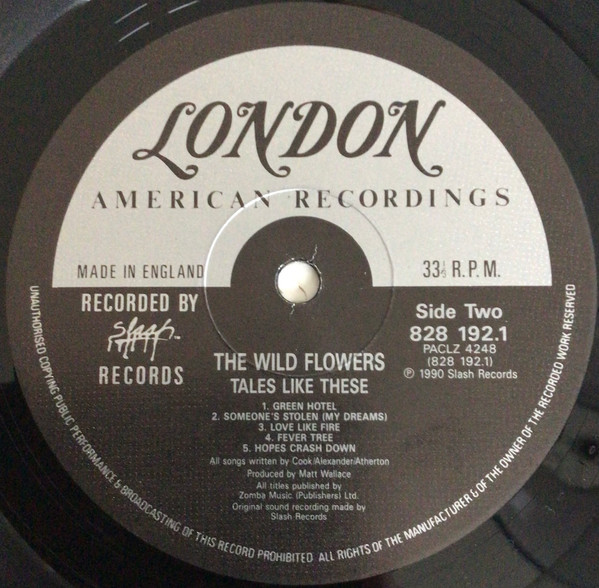 LONDON
AMERICAN RECORDINGS
MADE IN ENGLAND
33⅓ R.P.M.
RECORDED BY
slash
RECORDS
Side Two
828 192.1
PACLZ 4248
(828 192.1)
℗ 1990 Slash Records
THE WILD FLOWERS
TALES LIKE THESE
1. GREEN HOTEL
2. SOMEONE'S STOLEN (MY DREAMS)
3. LOVE LIKE FIRE
4. FEVER TREE
5. HOPES CRASH DOWN
All songs written by Cook/Alexander/Atherton
Produced by Matt Wallace
All titles published by
Zomba Music (Publishers) Ltd.
Original sound recording made by
Slash Records
UNAUTHORISED COPYING PUBLIC PERFORMANCE & BROADCASTING OF THIS RECORD PROHIBITED ALL RIGHTS OF THE MANUFACTURER & OF THE OWNER OF THE RECORDED WORK RESERVED